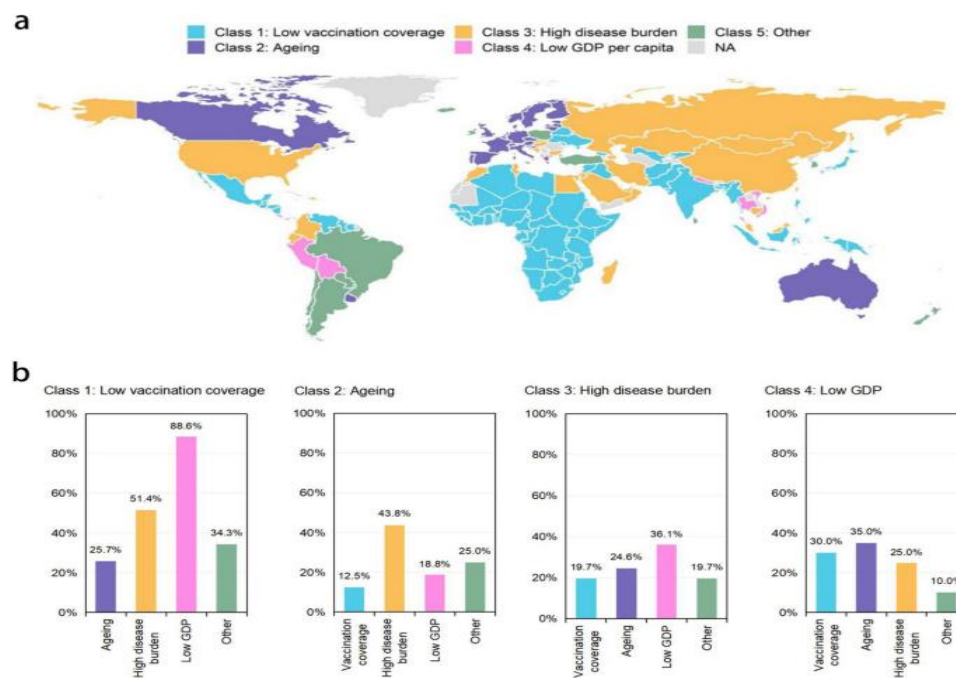 a
Class 1: Low vaccination coverage
Class 3: High disease burden
Class 5: Other
Class 2: Ageing
Class 4: Low GDP per capita
NA
b
Class 1: Low vaccination coverage
100%
80%
60%
40%
20%
0%
25.7%
51.4%
88.6%
34.3%
Ageing
High disease
burden
Low GDP
Other
Class 2: Ageing
100%
80%
60%
40%
20%
0%
12.5%
43.8%
18.8%
25.0%
Vaccination
coverage
High disease
burden
Low GDP
Other
Class 3: High disease burden
100%
80%
60%
40%
20%
0%
19.7%
24.6%
36.1%
19.7%
Vaccination
coverage
Ageing
Low GDP
Other
Class 4: Low GDP
100%
80%
60%
40%
20%
0%
30.0%
35.0%
25.0%
10.0%
Vaccination
coverage
Ageing
High disease
burden
Other